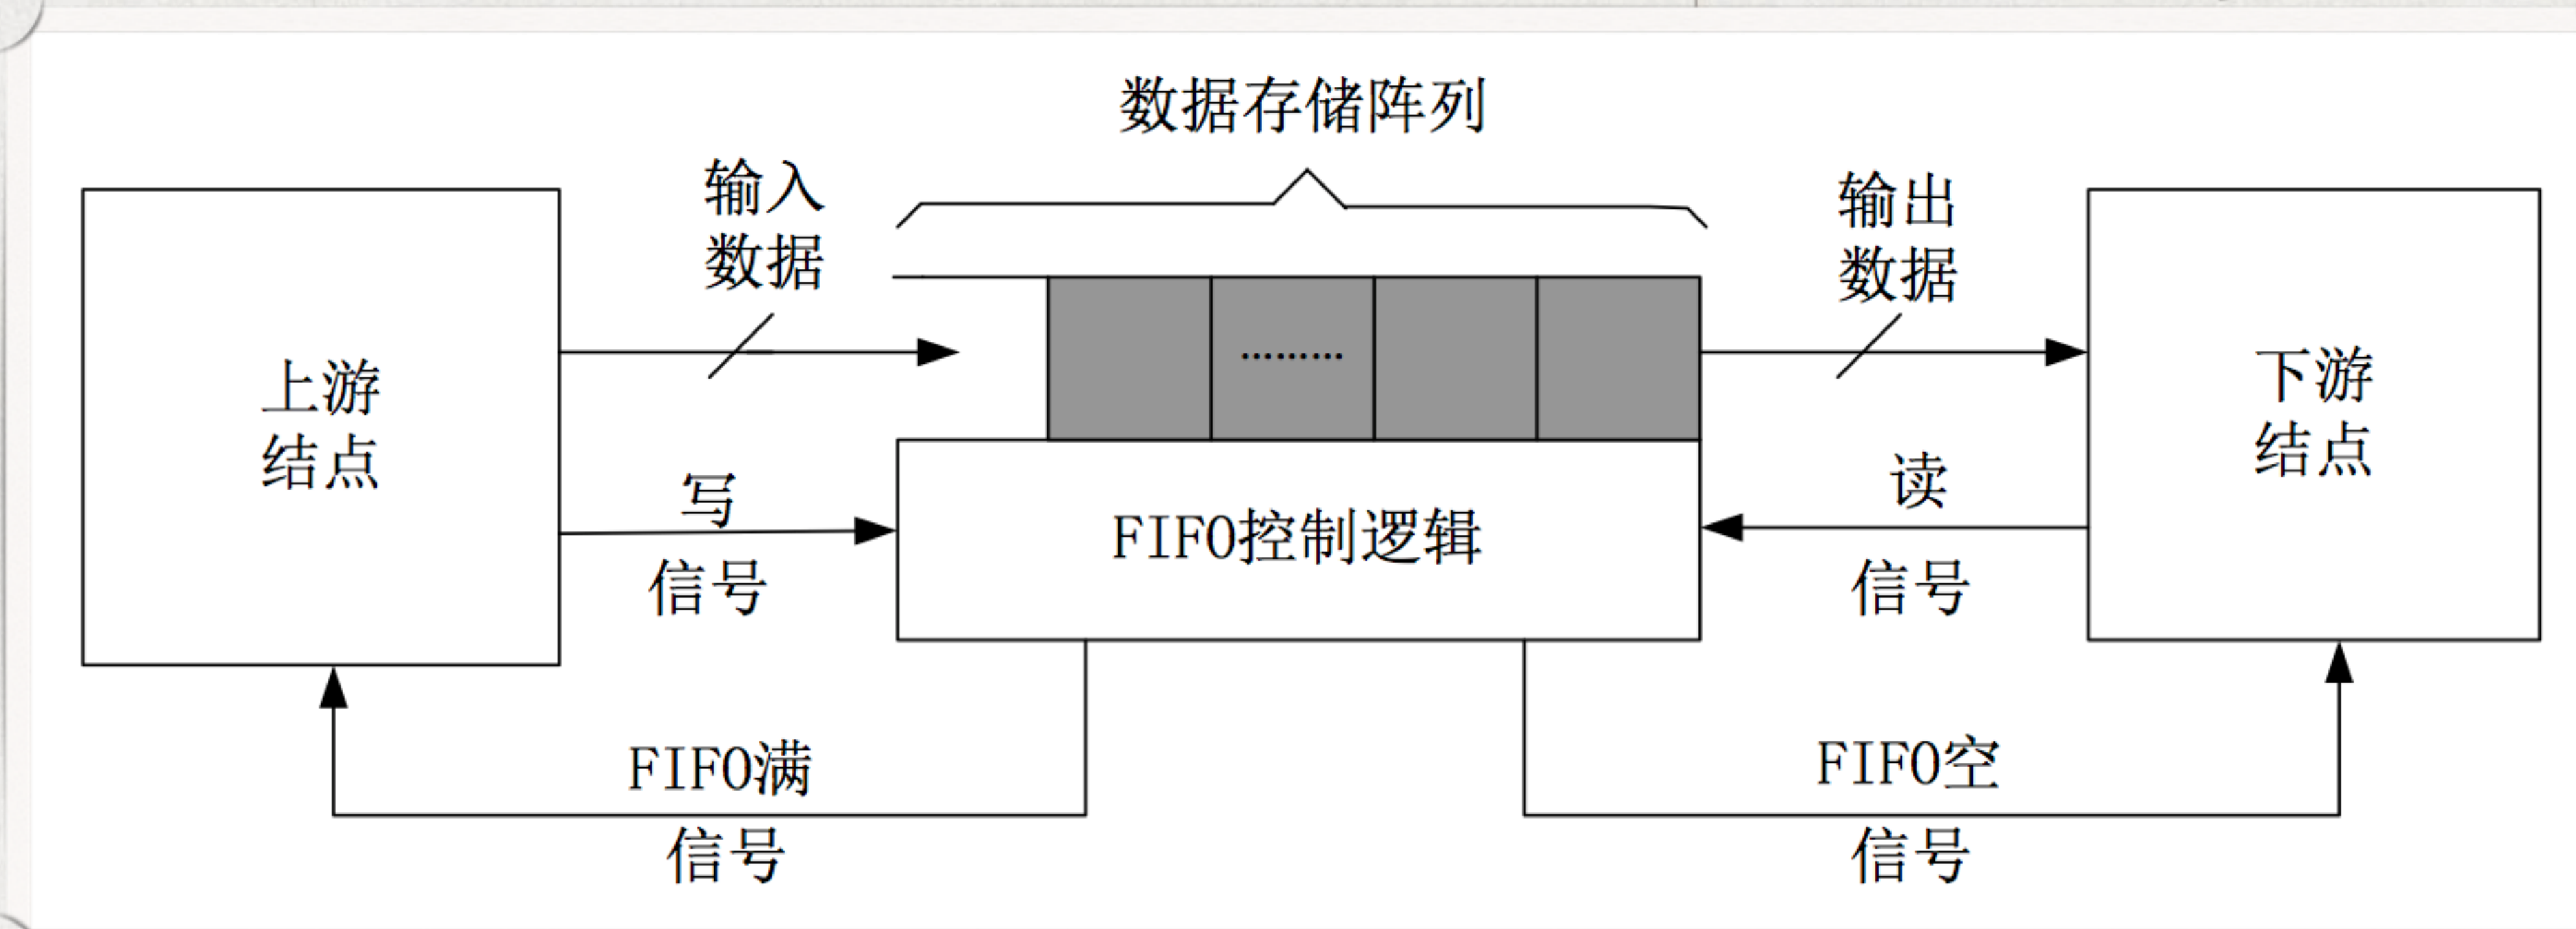 数据存储阵列
输入
数据
输出
数据
上游
结点
………
下游
结点
写
信号
FIFO控制逻辑
读
信号
FIFO满
信号
FIFO空
信号